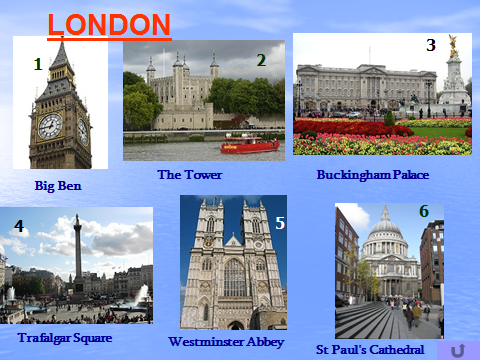 LONDON
1
2
3
Big Ben
The Tower
Buckingham Palace
4
5
6
Trafalgar Square
Westminster Abbey
St Paul's Cathedral